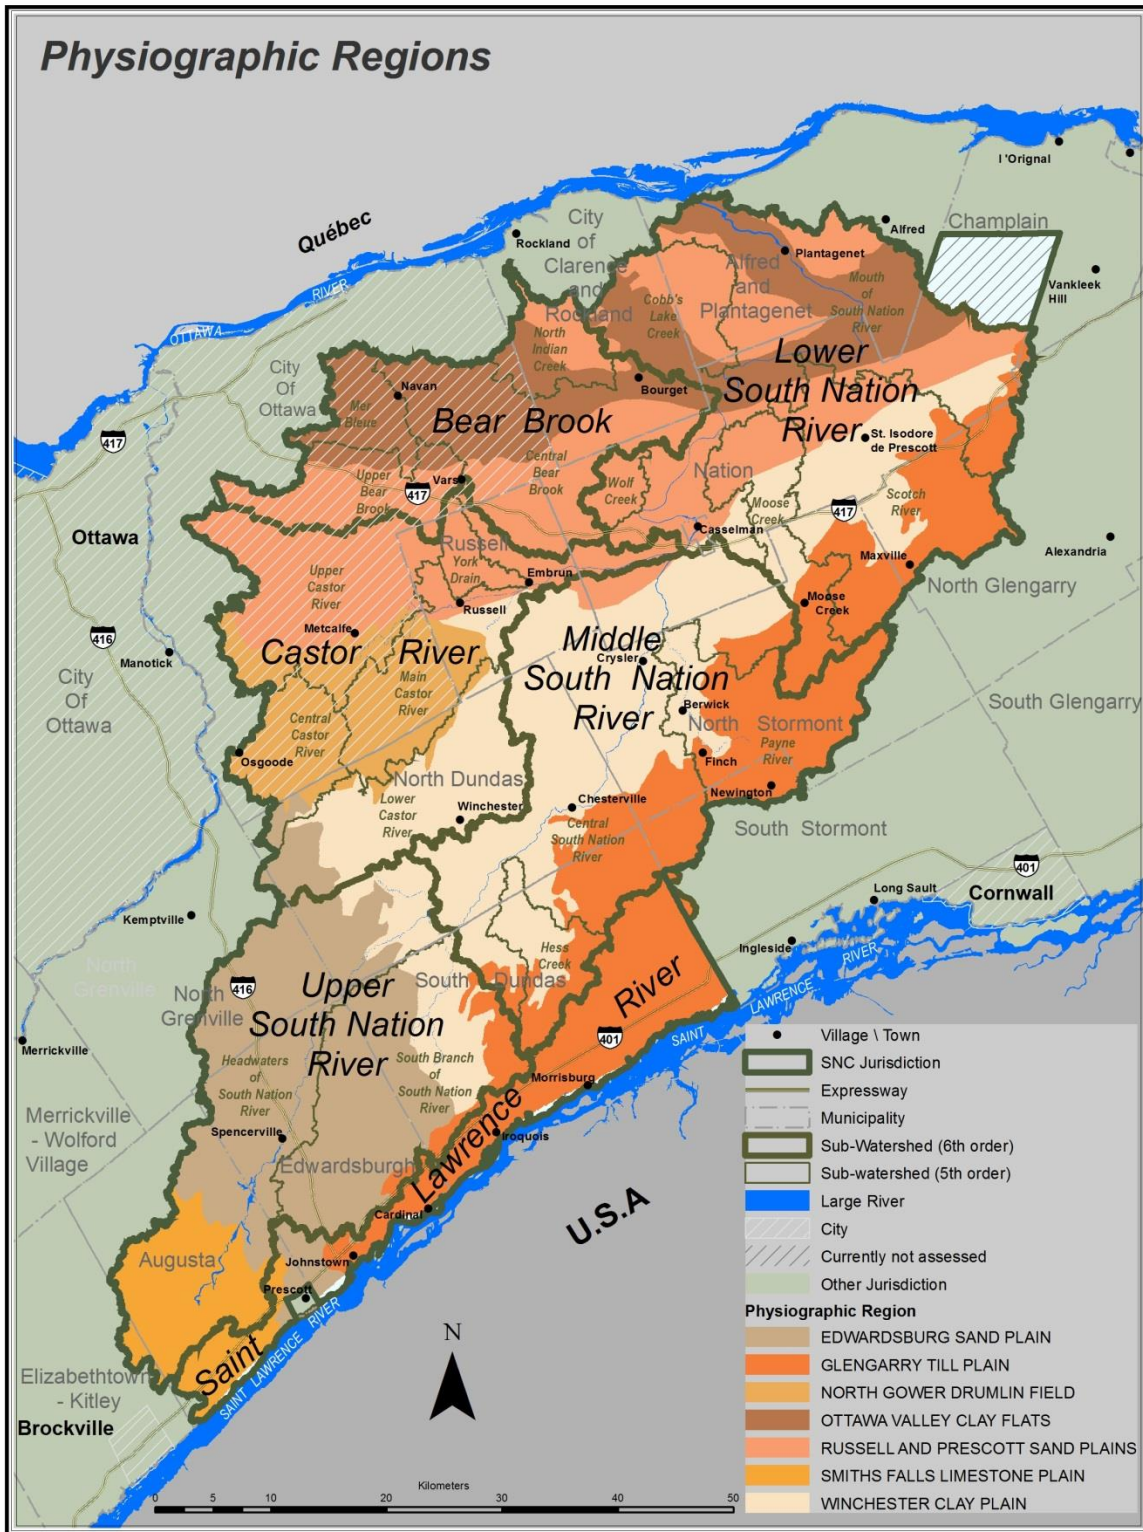 Physiographic Regions
Québec
OTTAWA
RIVER
l 'Orignal
Alfred
Champlain
Vankleek
Hill
Rockland
City
of
Clarence
and
Rockland
Plantagenet
Alfred
and
Plantagenet
Mouth
of
South Nation
River
Cobb's
Lake
Creek
North
Indian
Creek
City
Of
Ottawa
Navan
Mer
Bleue
Bear Brook
Bourget
Lower
South Nation
River
St. Isodore
de Prescott
417
Central
Bear
Brook
Upper
Bear
Brook
Vars
417
Wolf
Creek
Nation
Moose
Creek
Scotch
River
417
Casselman
Ottawa
Alexandria
Maxville
North Glengarry
Russell
York
Drain
Embrun
Russell
Upper
Castor
River
Metcalfe
Moose
Creek
416
Manotick
City
Of
Ottawa
Castor River
Main
Castor
River
Central
Castor
River
Osgoode
Middle
South Nation
River
Crysler
Berwick
North Stormont
Payne
River
Finch
Newington
South Glengarry
North Dundas
Lower
Castor
River
Winchester
Chesterville
Central
South Nation
River
South Stormont
401
Cornwall
Long Sault
Ingleside
Kemptville
North
Grenville
North
Grenville
416
Upper
South Nation
River
South Dundas
Hess
Creek
River
401
SAINT LAWRENCE RIVER
Merrickville
Headwaters
of
South Nation
River
South Branch
of
South Nation
River
Morrisburg
Iroquois
Lawrence
Merrickville
- Wolford
Village
Spencerville
Edwardsburgh
Cardinal
U.S.A
Augusta
Johnstown
Prescott
Saint
SAINT LAWRENCE RIVER
Elizabethtown
- Kitley
Brockville
N
Kilometers
0 10 20 30 40 50
Village \ Town
SNC Jurisdiction
Expressway
Municipality
Sub-Watershed (6th order)
Sub-watershed (5th order)
Large River
City
Currently not assessed
Other Jurisdiction
Physiographic Region
EDWARDSBURG SAND PLAIN
GLENGARRY TILL PLAIN
NORTH GOWER DRUMLIN FIELD
OTTAWA VALLEY CLAY FLATS
RUSSELL AND PRESCOTT SAND PLAINS
SMITHS FALLS LIMESTONE PLAIN
WINCHESTER CLAY PLAIN